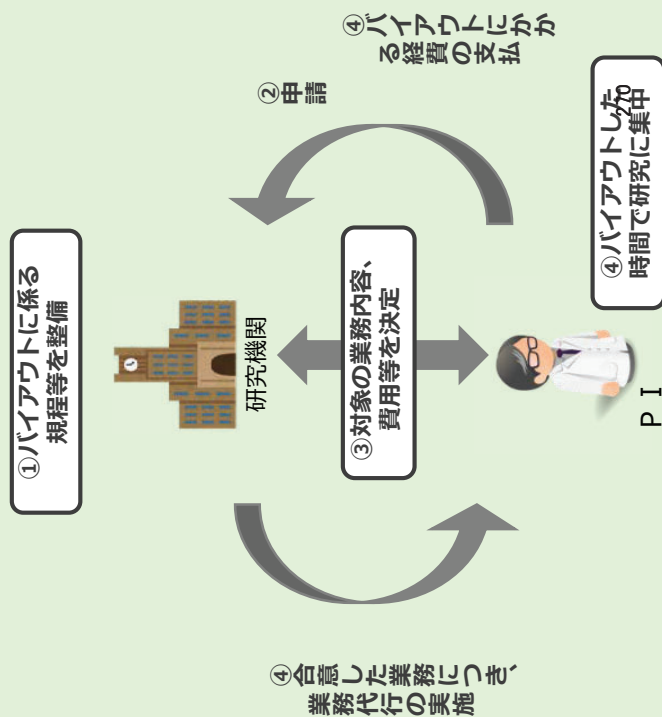 ①バイアウトに係る
規程等を整備
研究機関
②申請
④バイアウトにかか
る経費の支払
③対象の業務内容、
費用等を決定
④合意した業務につき、
業務代行の実施
PI
④バイアウトした
時間で研究に集中
270